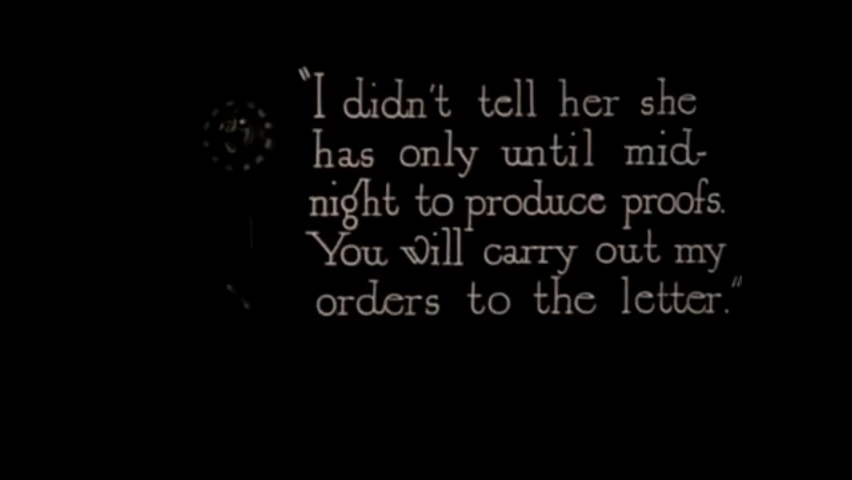 "I didn't tell her she
has only until mid-
night to produce proofs.
You will carry out my
orders to the letter."